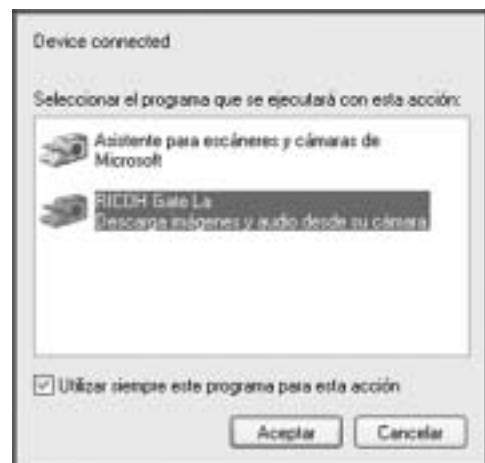 Device connected
Seleccionar el programa que se ejecutará con esta acción:
Asistente para escáneres y cámaras de
Microsoft
RICOH Gate La
Descarga imágenes y audio desde su cámara
Utilizar siempre este programa para esta acción
Aceptar
Cancelar